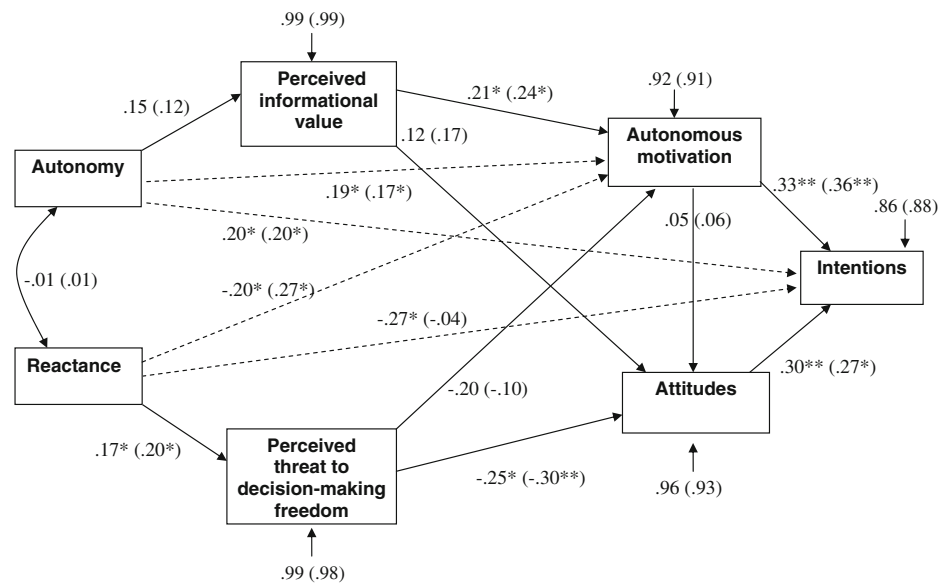 .99 (.99)
Perceived
informational
value
.92 (.91)
.21* (.24*)
.15 (.12)
Autonomous
motivation
.12 (.17)
Autonomy
.19* (.17*)
.33** (.36**)
.86 (.88)
.05 (.06)
.20* (.20*)
Intentions
-.01 (.01)
-.20* (.27*)
-.27* (-.04)
Reactance
.30** (.27*)
-.20 (-.10)
Attitudes
.17* (.20*)
Perceived
threat to
decision-making
freedom
-.25* (-.30**)
.96 (.93)
.99 (.98)